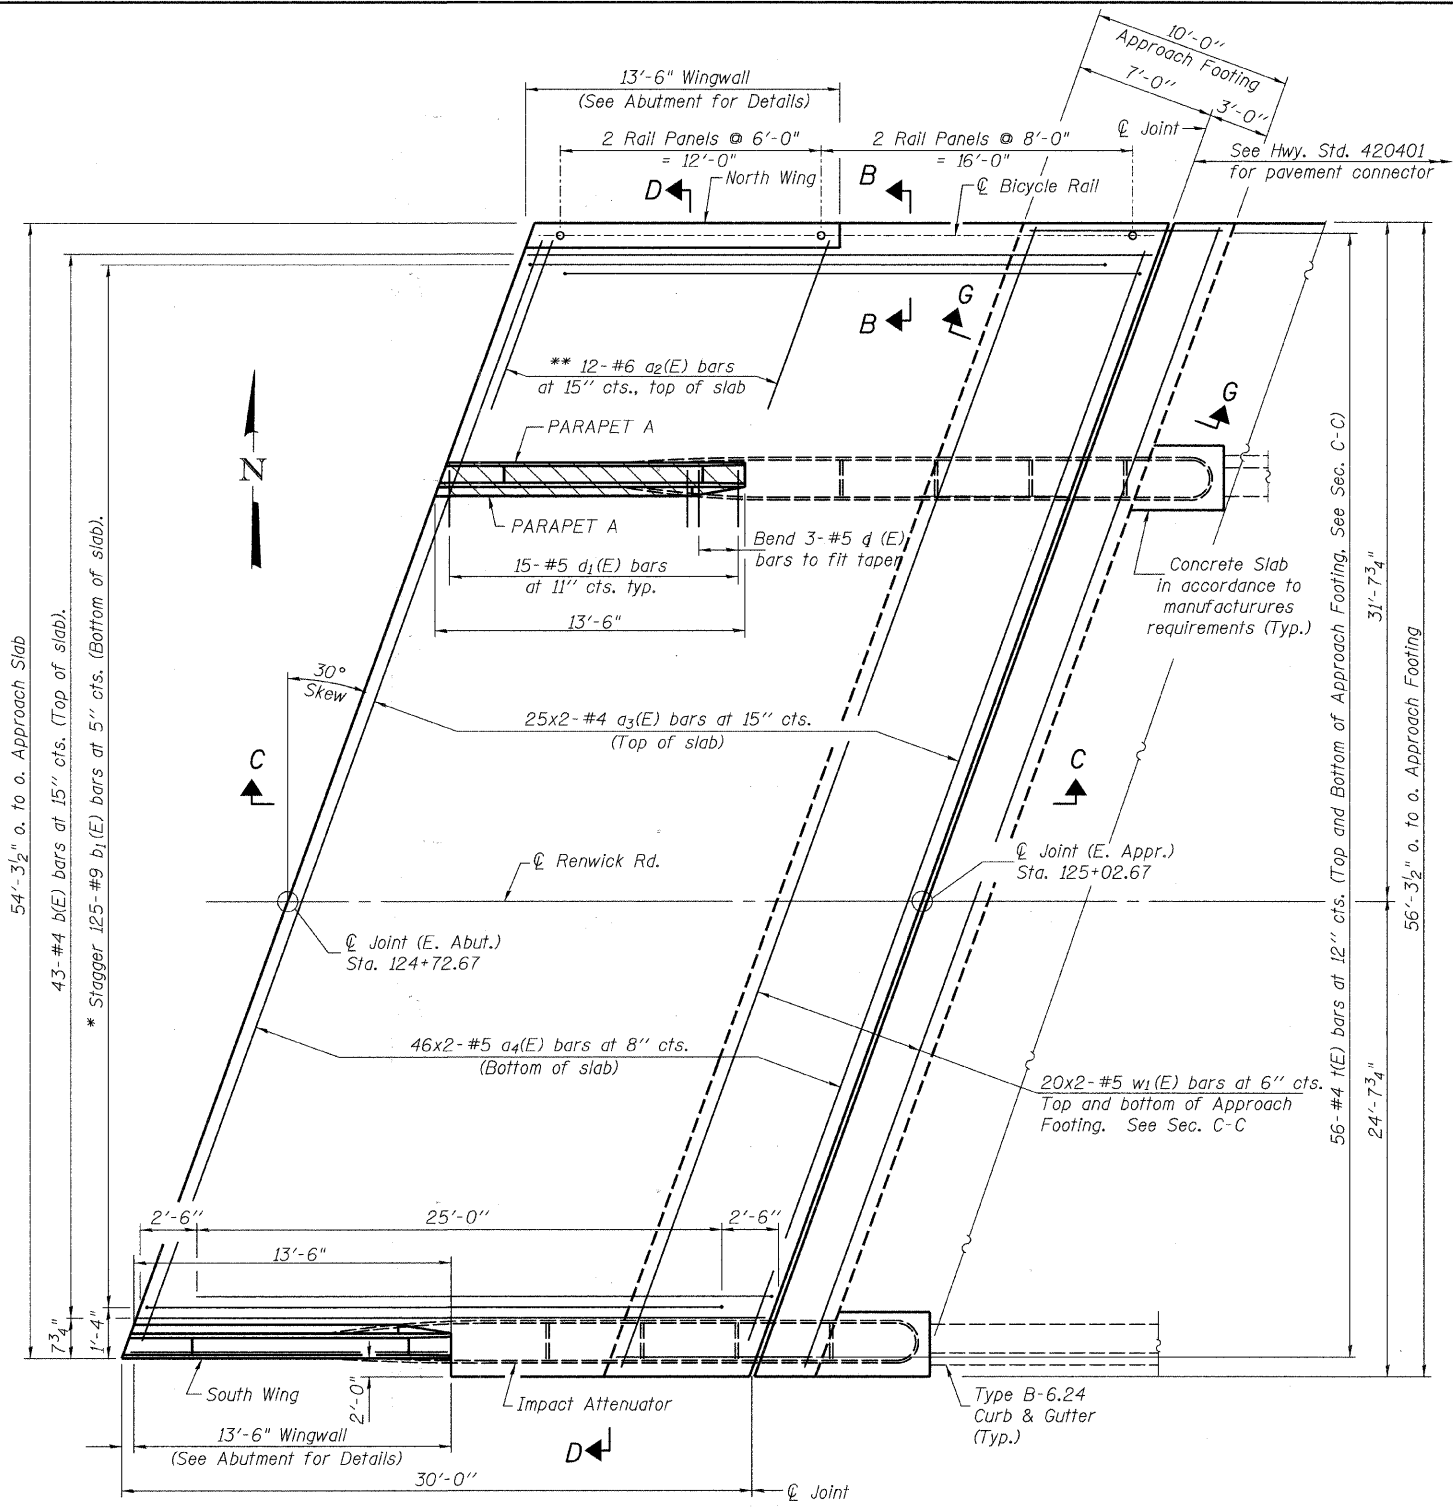 10'-0"
Approach Footing
7'-0"
3'-0"
13'-6" Wingwall
(See Abutment for Details)
℄ Joint
2 Rail Panels @ 6'-0"
= 12'-0"
2 Rail Panels @ 8'-0"
= 16'-0"
See Hwy. Std. 420401
for pavement connector
D
North Wing
B
℄ Bicycle Rail
B
G
** 12-#6 a2(E) bars
at 15" cts., top of slab
G
PARAPET A
N
PARAPET A
Bend 3-#5 d (E)
bars to fit taper
15-#5 d1(E) bars
at 11" cts. typ.
13'-6"
Concrete Slab
in accordance to
manufacturures
requirements (Typ.)
30°
Skew
25x2-#4 a3(E) bars at 15" cts.
(Top of slab)
C
C
℄ Renwick Rd.
℄ Joint (E. Appr.)
Sta. 125+02.67
℄ Joint (E. Abut.)
Sta. 124+72.67
46x2-#5 a4(E) bars at 8" cts.
(Bottom of slab)
20x2-#5 w1(E) bars at 6" cts.
Top and bottom of Approach
Footing. See Sec. C-C
54'-3½" o. to o. Approach Slab
43-#4 b(E) bars at 15" cts. (Top of slab).
* Stagger 125-#9 b1(E) bars at 5" cts. (Bottom of slab).
56-#4 t(E) bars at 12" cts. (Top and Bottom of Approach Footing, See Sec. C-C)
31'-7¾"
24'-7¾"
56'-3½" o. to o. Approach Footing
2'-6"
25'-0"
2'-6"
13'-6"
7¾"
1'-4"
South Wing
2'-0"
Impact Attenuator
Type B-6.24
Curb & Gutter
(Typ.)
13'-6" Wingwall
(See Abutment for Details)
D
30'-0"
℄ Joint